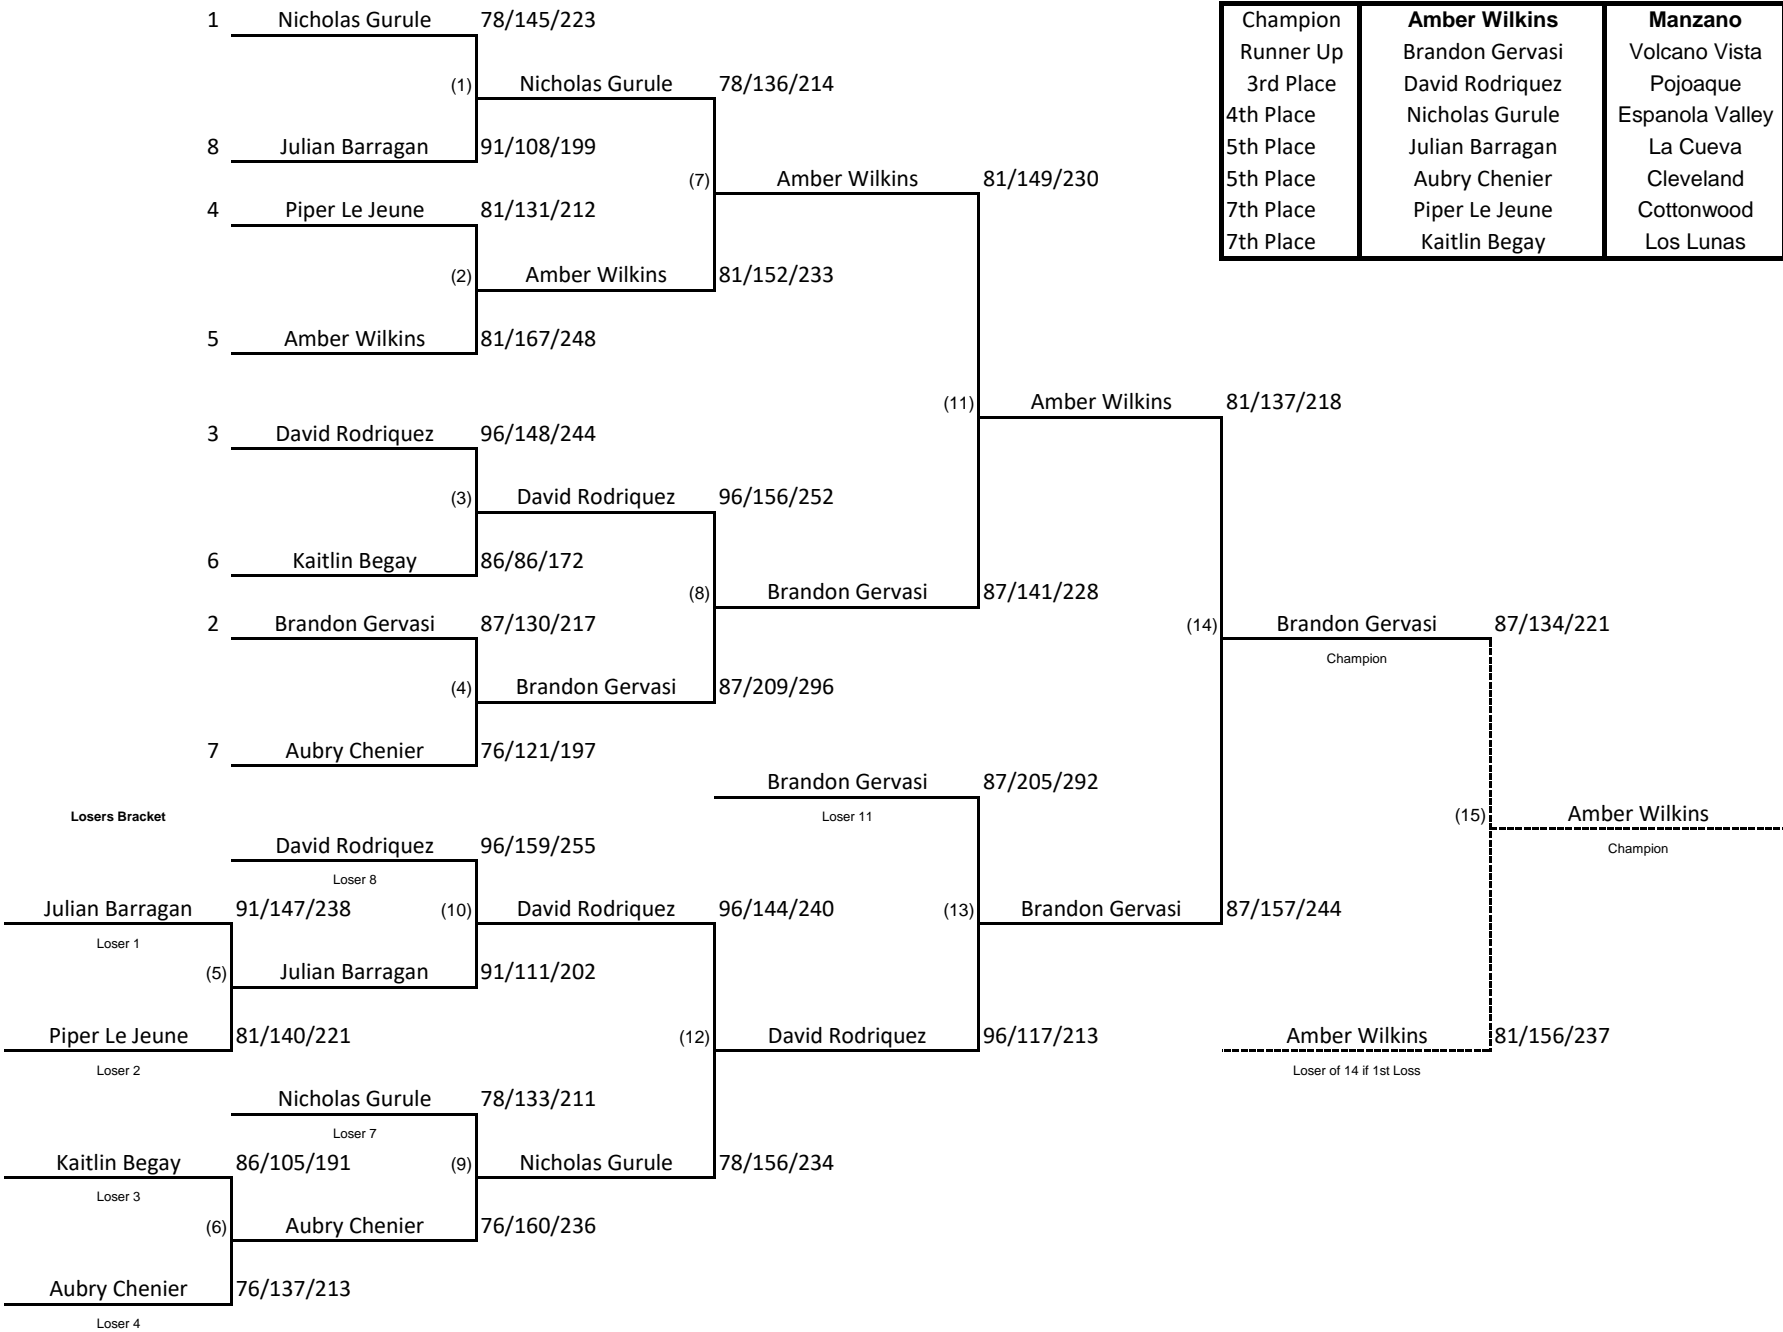 1 Nicholas Gurule 78/145/223
Champion Amber Wilkins Manzano
Runner Up Brandon Gervasi Volcano Vista
(1) Nicholas Gurule 78/136/214
3rd Place David Rodriquez Pojoaque
4th Place Nicholas Gurule Espanola Valley
8 Julian Barragan 91/108/199
5th Place Julian Barragan La Cueva
(7) Amber Wilkins 81/149/230
5th Place Aubry Chenier Cleveland
4 Piper Le Jeune 81/131/212
7th Place Piper Le Jeune Cottonwood
7th Place Kaitlin Begay Los Lunas
(2) Amber Wilkins 81/152/233
5 Amber Wilkins 81/167/248
(11) Amber Wilkins 81/137/218
3 David Rodriquez 96/148/244
(3) David Rodriquez 96/156/252
6 Kaitlin Begay 86/86/172
(8) Brandon Gervasi 87/141/228
2 Brandon Gervasi 87/130/217
(14) Brandon Gervasi 87/134/221
Champion
(4) Brandon Gervasi 87/209/296
7 Aubry Chenier 76/121/197
Brandon Gervasi 87/205/292
Losers Bracket
Loser 11
(15) Amber Wilkins
Champion
David Rodriquez 96/159/255
Loser 8
Julian Barragan 91/147/238
(10) David Rodriquez 96/144/240
(13) Brandon Gervasi 87/157/244
Loser 1
(5) Julian Barragan 91/111/202
Piper Le Jeune 81/140/221
(12) David Rodriquez 96/117/213
Amber Wilkins 81/156/237
Loser 2
Loser of 14 if 1st Loss
Nicholas Gurule 78/133/211
Loser 7
Kaitlin Begay 86/105/191
(9) Nicholas Gurule 78/156/234
Loser 3
(6) Aubry Chenier 76/160/236
Aubry Chenier 76/137/213
Loser 4